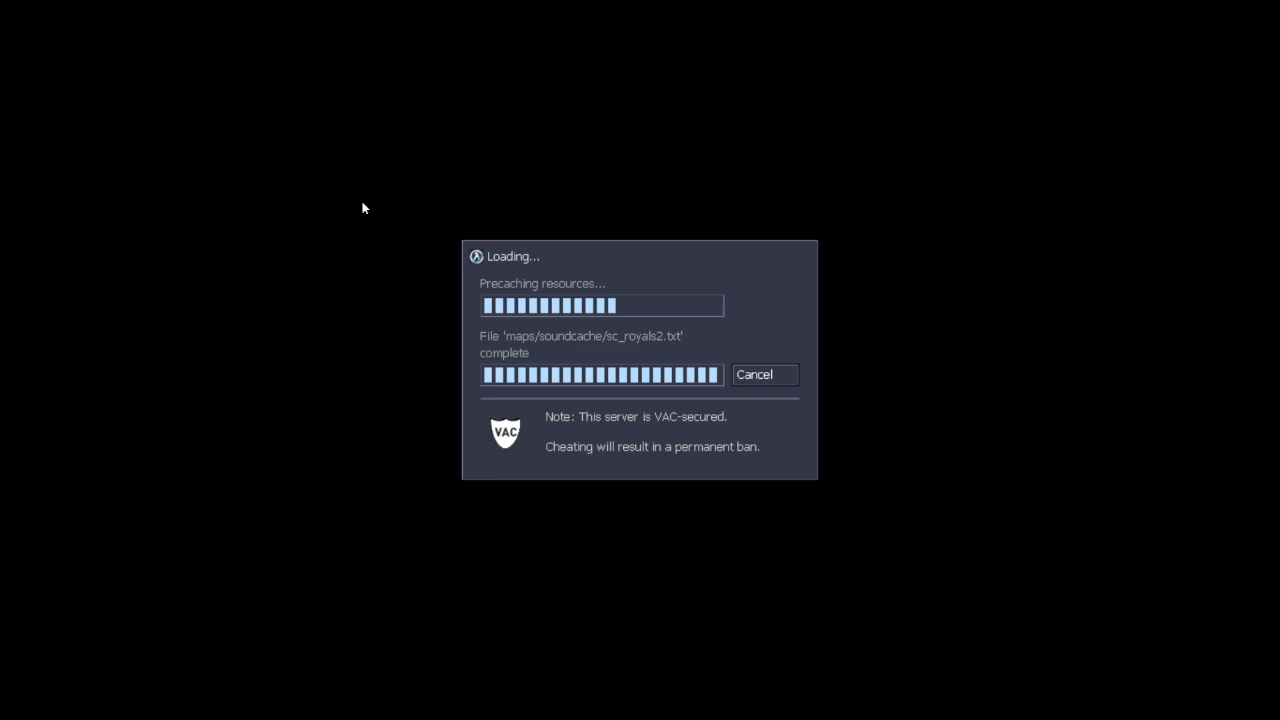 Loading...
Precaching resources...
File 'maps/soundcache/sc_royals2.txt'
complete
Cancel
Note: This server is VAC-secured.
VAC
Cheating will result in a permanent ban.